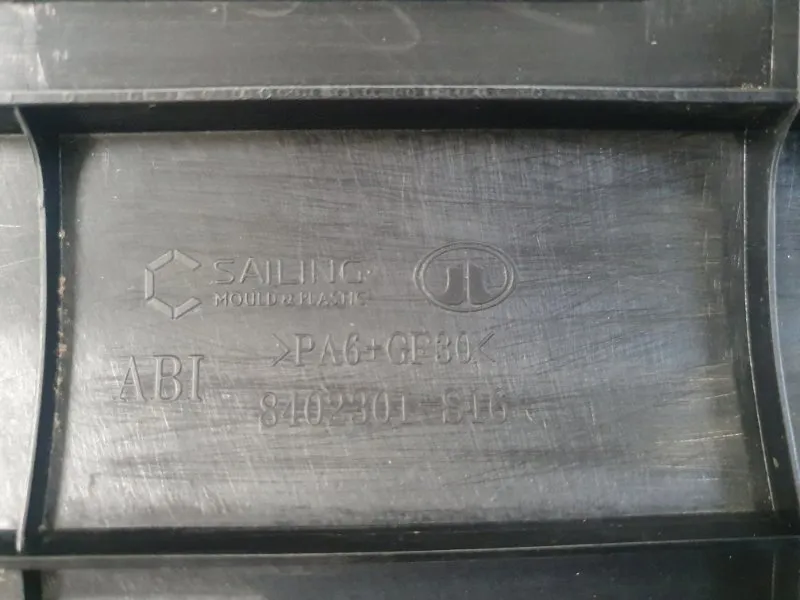 SAILING
MOULD & PLASTIC
>PA6+GF30<
ABI
8402301-S16